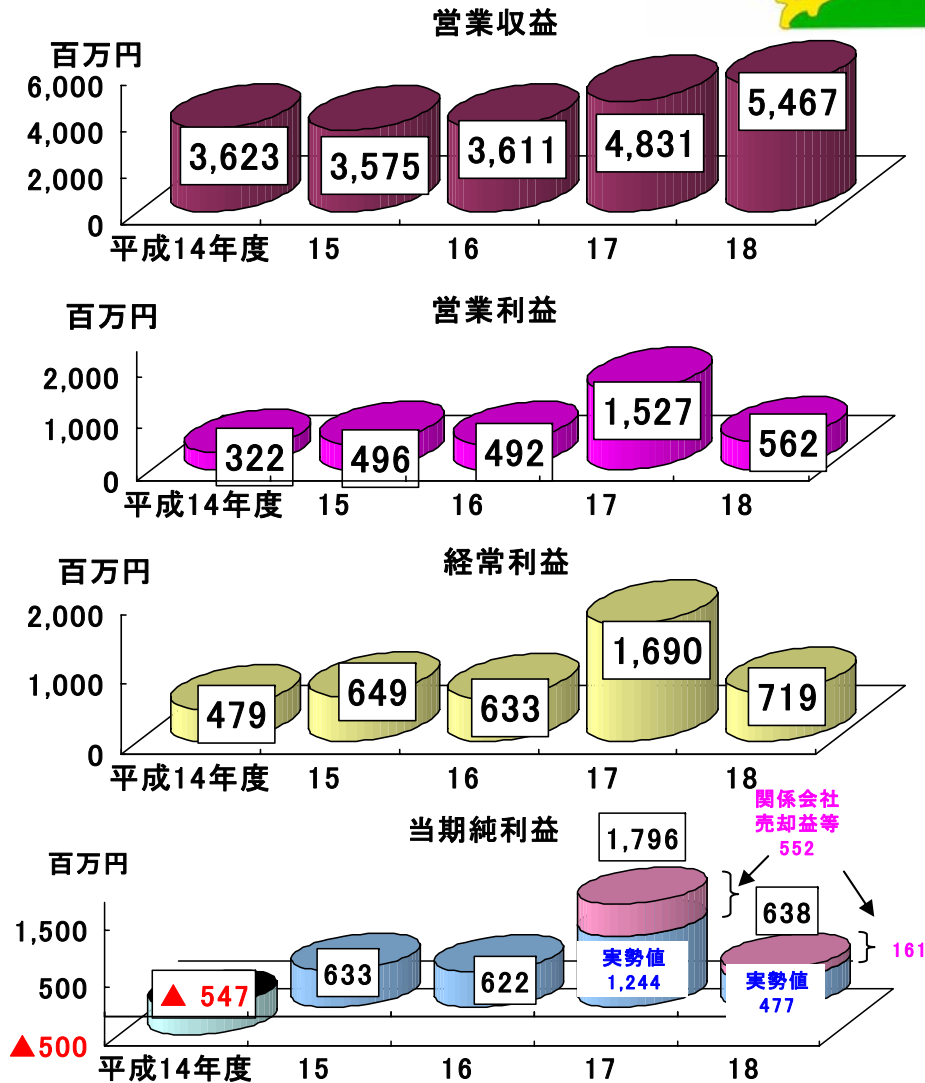 営業収益
百万円
6,000
4,000
2,000
0
3,623
3,575
3,611
4,831
5,467
平成14年度 15 16 17 18
営業利益
百万円
2,000
1,000
0
322
496
492
1,527
562
平成14年度 15 16 17 18
経常利益
百万円
2,000
1,000
0
479
649
633
1,690
719
平成14年度 15 16 17 18
当期純利益
百万円
1,500
500
▲500
▲ 547
633
622
1,796
実勢値
1,244
関係会社
売却益等
552
638
161
実勢値
477
平成14年度 15 16 17 18